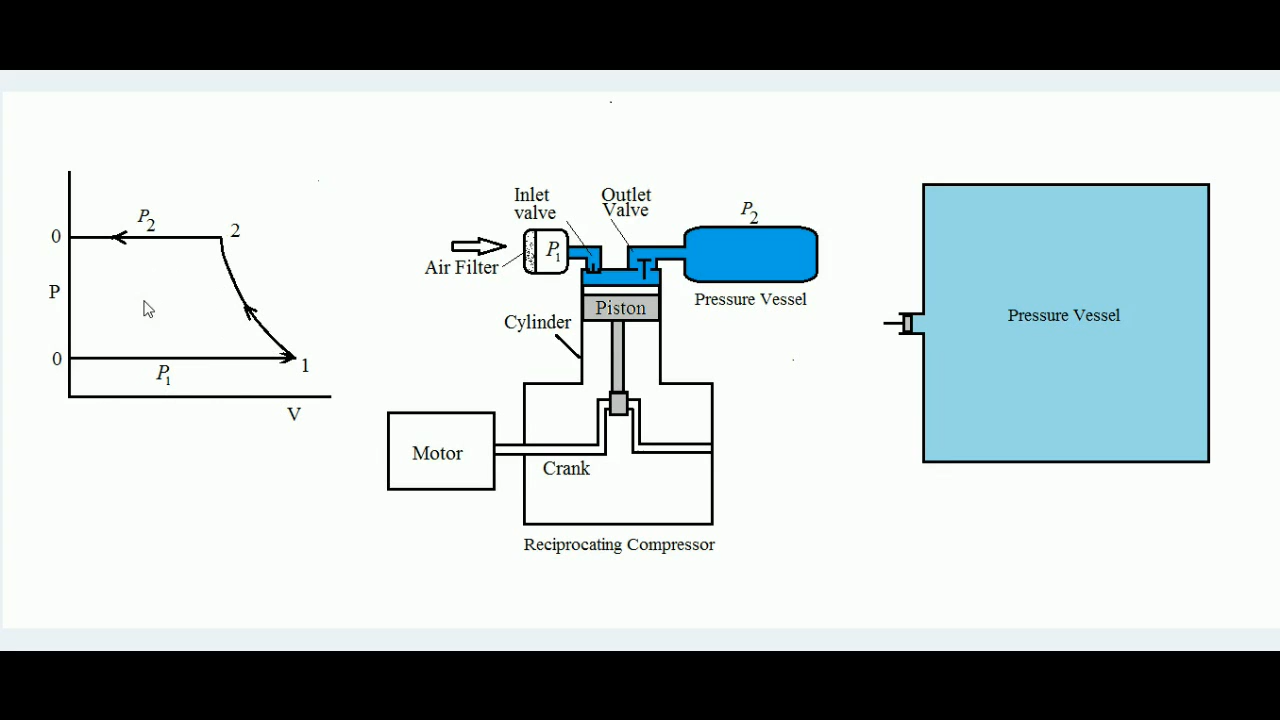 0
P₂
2
P
0
P₁
1
V
Inlet
valve
Outlet
Valve
P₁
Air Filter
P₂
Pressure Vessel
Piston
Cylinder
Motor
Crank
Reciprocating Compressor
Pressure Vessel